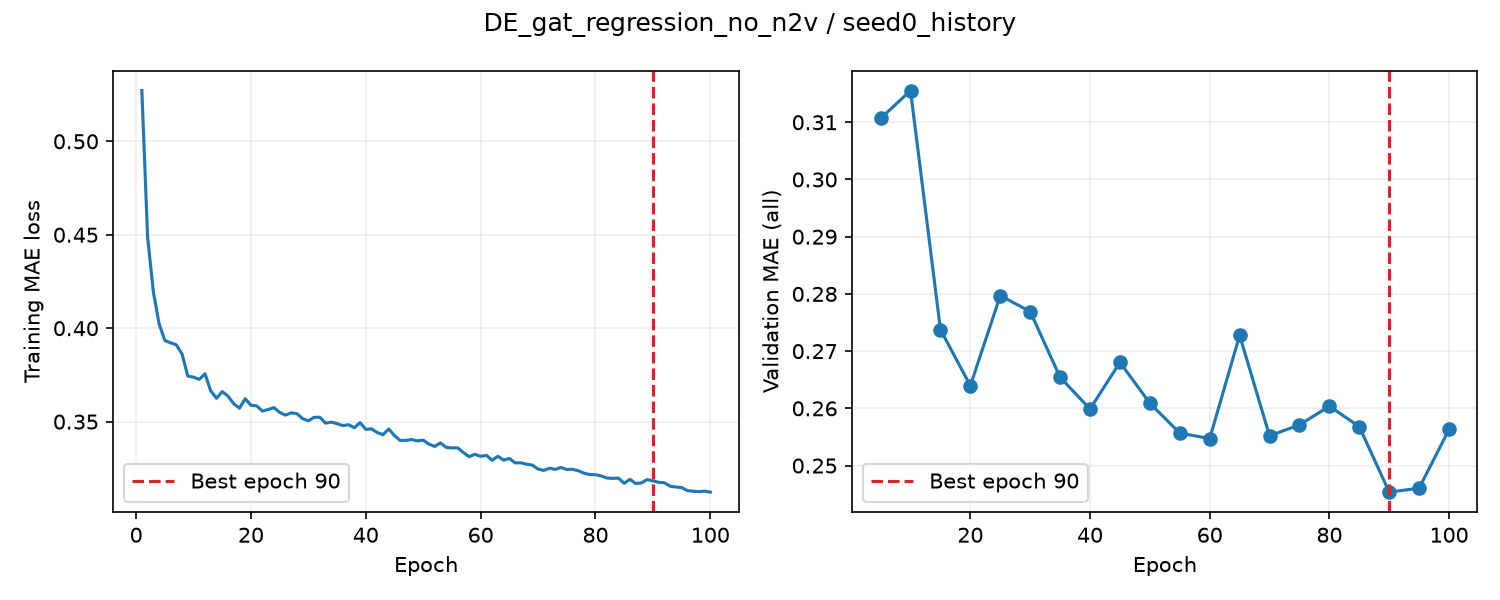 DE_gat_regression_no_n2v / seed0_history
Training MAE loss
0.50
0.45
0.40
0.35
Best epoch 90
0 20 40 60 80 100
Epoch
Validation MAE (all)
0.31
0.30
0.29
0.28
0.27
0.26
0.25
Best epoch 90
20 40 60 80 100
Epoch